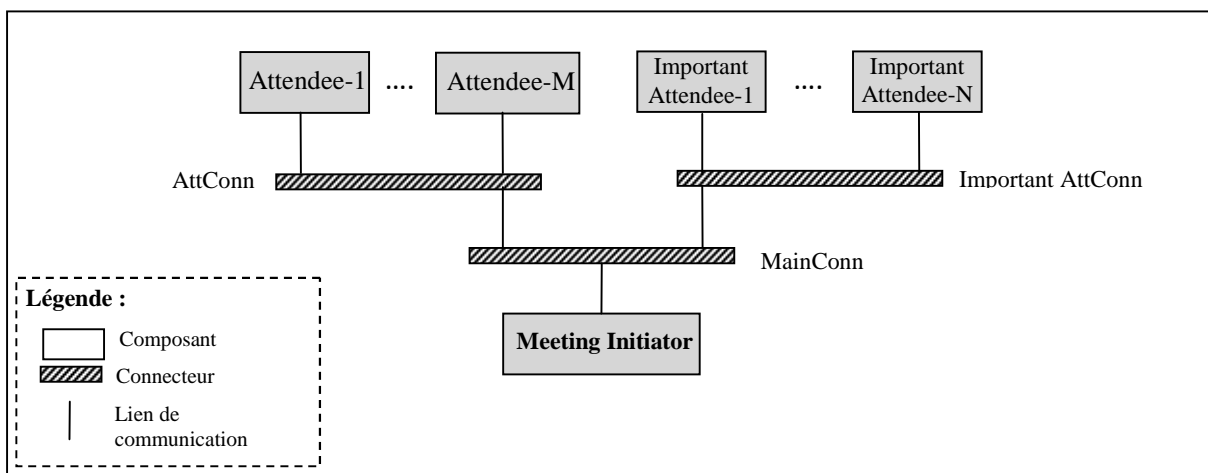 Attendee-1
....
Attendee-M
Important
Attendee-1
....
Important
Attendee-N
AttConn
Important AttConn
MainConn
Meeting Initiator
Légende :
Composant
Connecteur
Lien de
communication